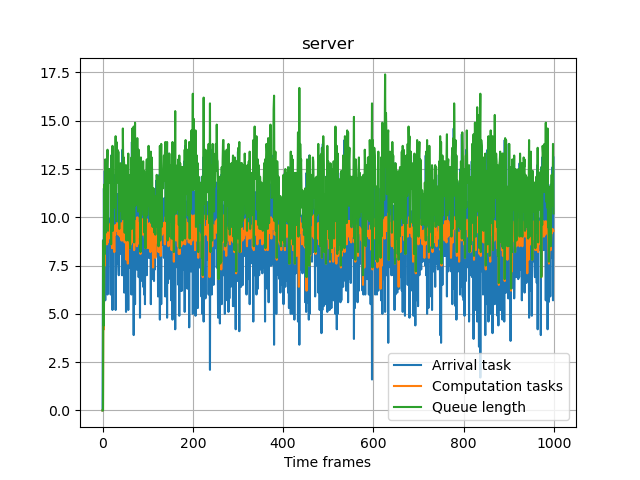 server
17.5
15.0
12.5
10.0
7.5
5.0
2.5
0.0
Arrival task
Computation tasks
Queue length
0 200 400 600 800 1000
Time frames